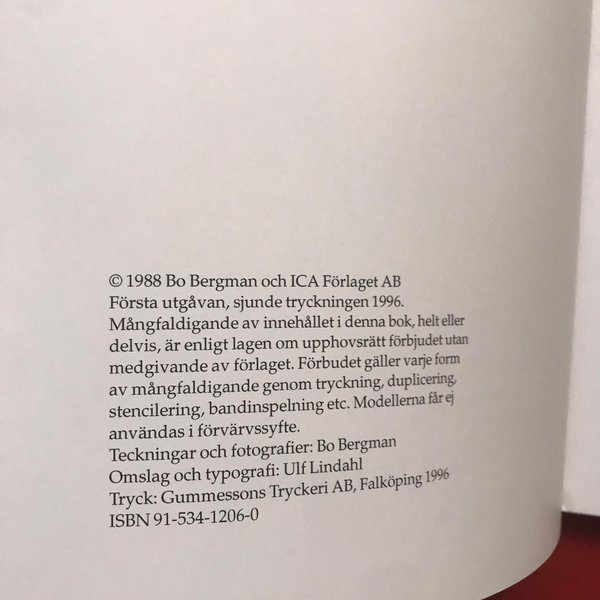 © 1988 Bo Bergman och ICA Förlaget AB
Första utgåvan, sjunde tryckningen 1996.
Mångfaldigande av innehållet i denna bok, helt eller
delvis, är enligt lagen om upphovsrätt förbjudet utan
medgivande av förlaget. Förbudet gäller varje form
av mångfaldigande genom tryckning, duplicering,
stencilering, bandinspelning etc. Modellerna får ej
användas i förvärvssyfte.
Teckningar och fotografier: Bo Bergman
Omslag och typografi: Ulf Lindahl
Tryck: Gummessons Tryckeri AB, Falköping 1996
ISBN 91-534-1206-0